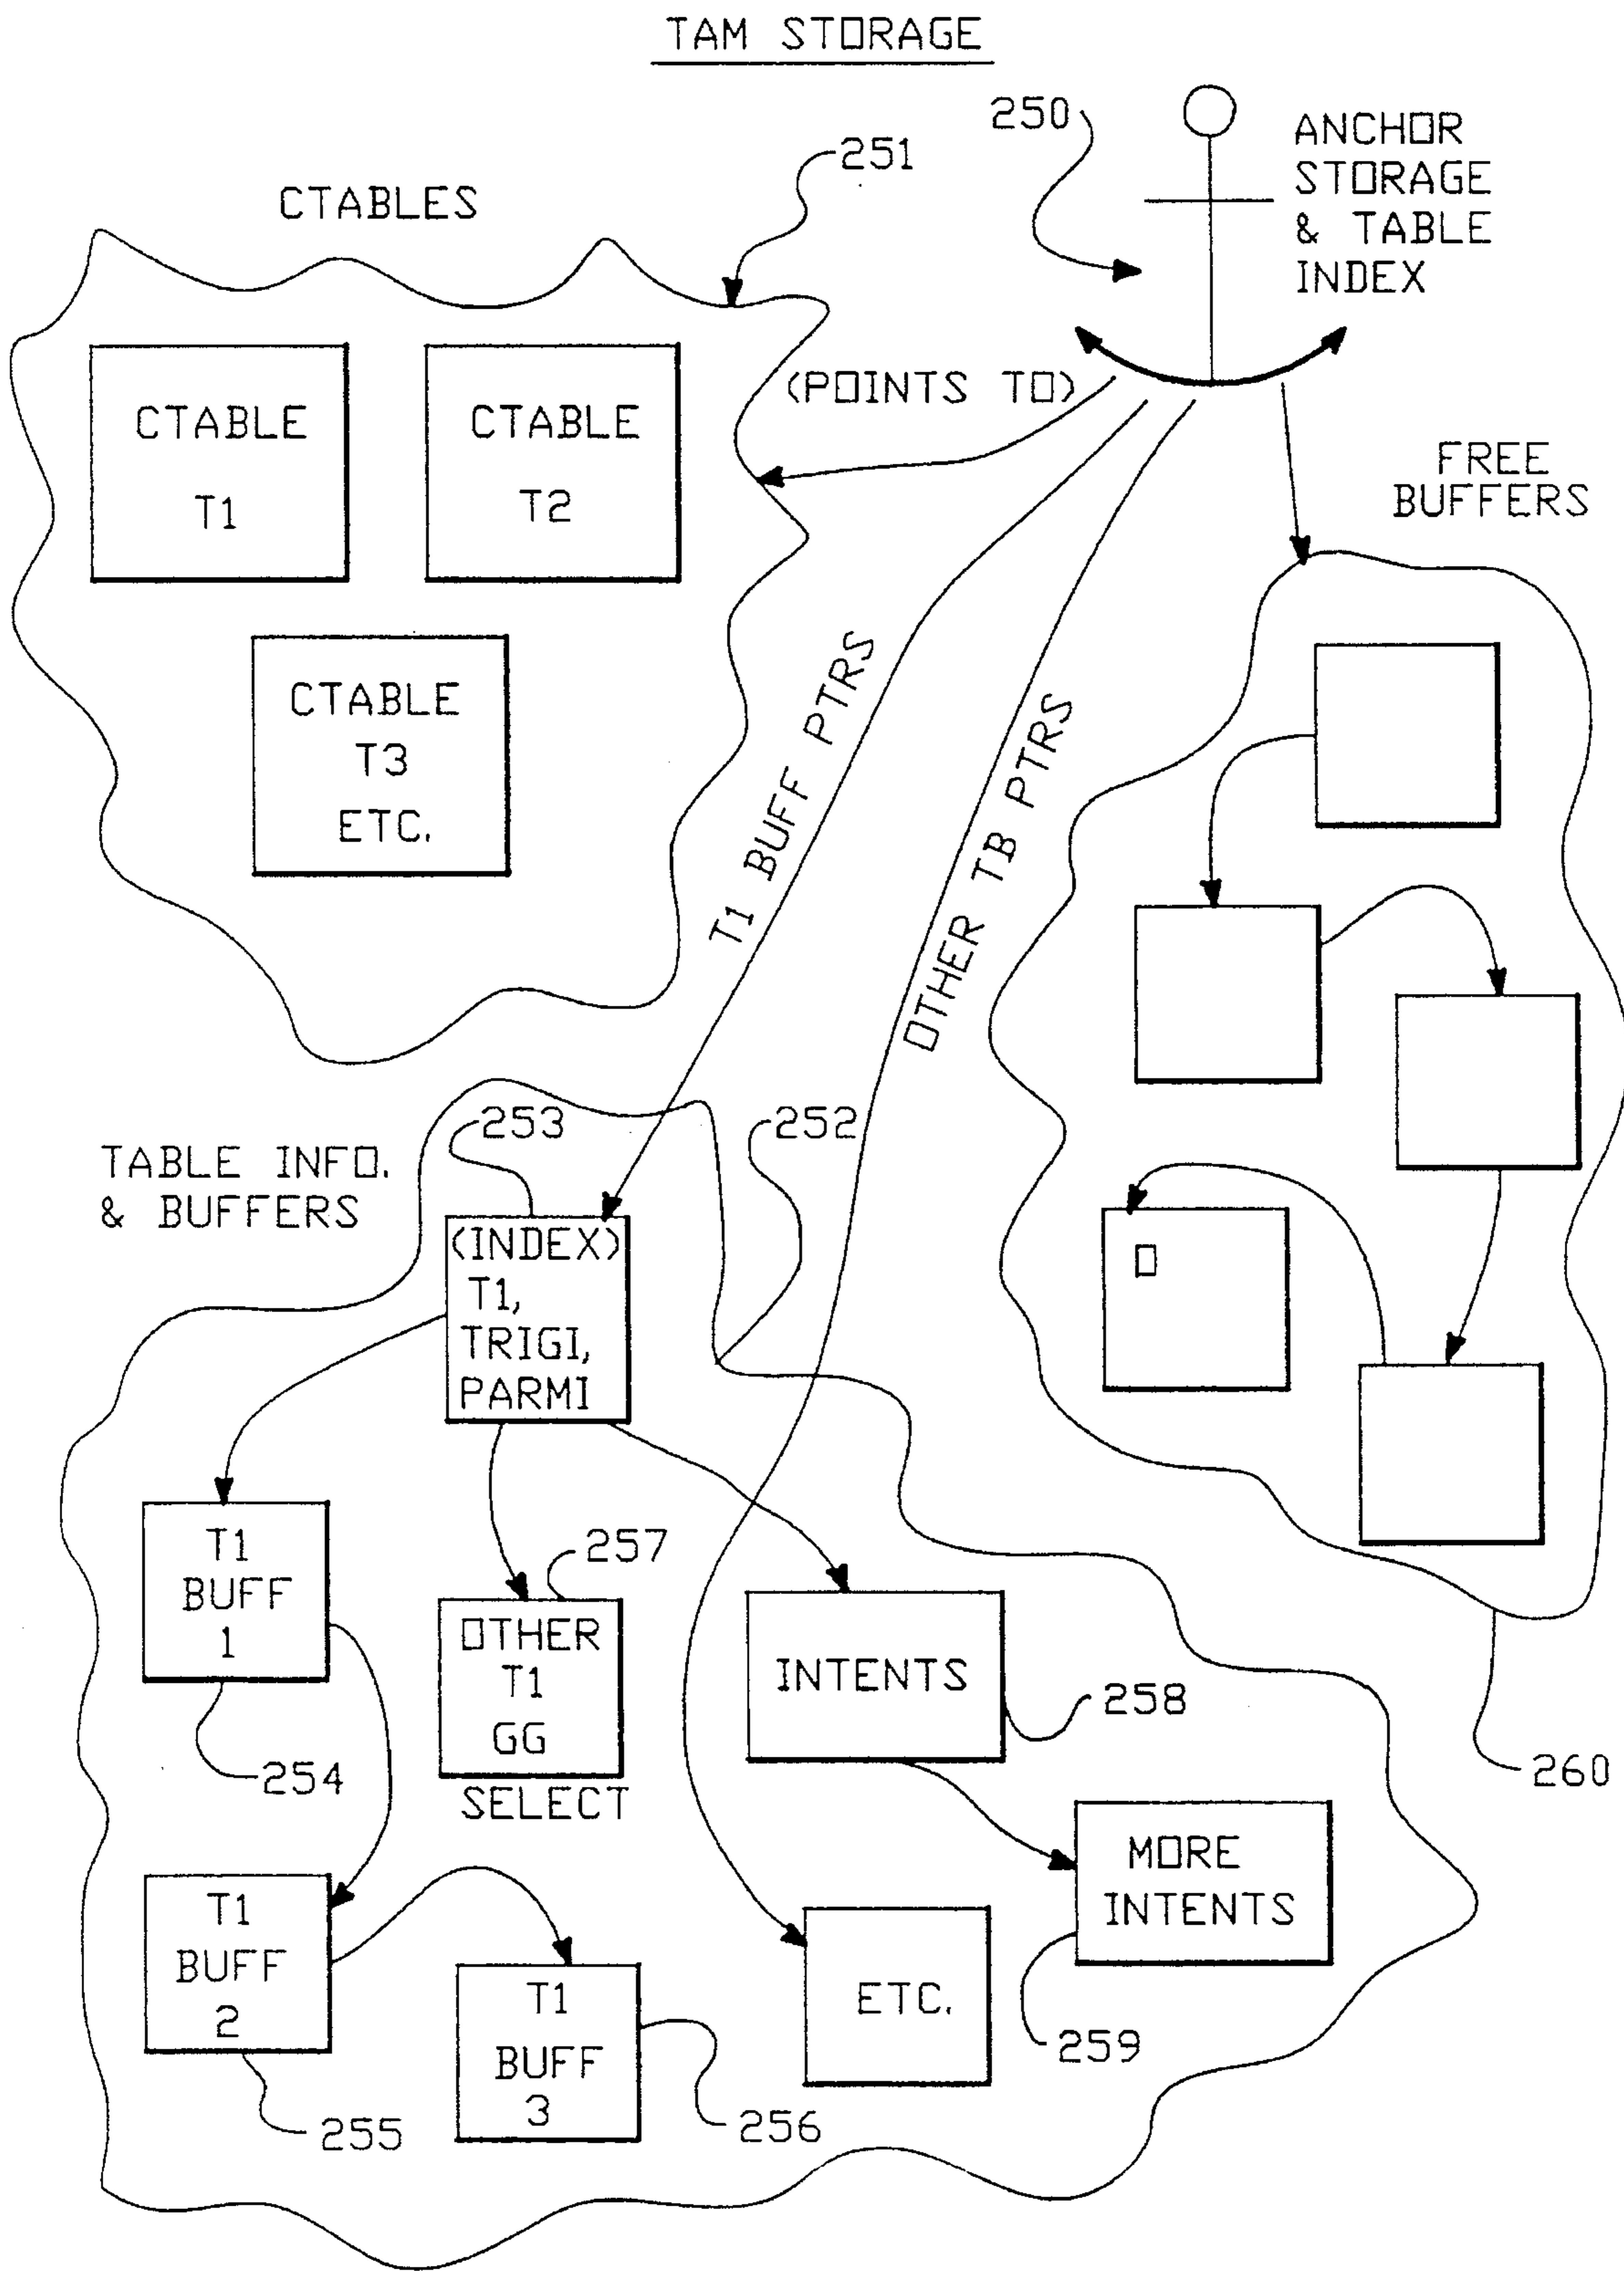 TAM STORAGE
250
ANCHOR
STORAGE
& TABLE
INDEX
251
CTABLES
(POINTS TO)
CTABLE
T1
CTABLE
T2
CTABLE
T3
ETC.
FREE
BUFFERS
T1 BUFF PTRS
OTHER TB PTRS
253
252
TABLE INFO.
& BUFFERS
(INDEX)
T1,
TRIGI,
PARMI
0
T1
BUFF
1
254
257
OTHER
T1
GG
SELECT
INTENTS
258
260
MORE
INTENTS
259
T1
BUFF
2
255
T1
BUFF
3
256
ETC.